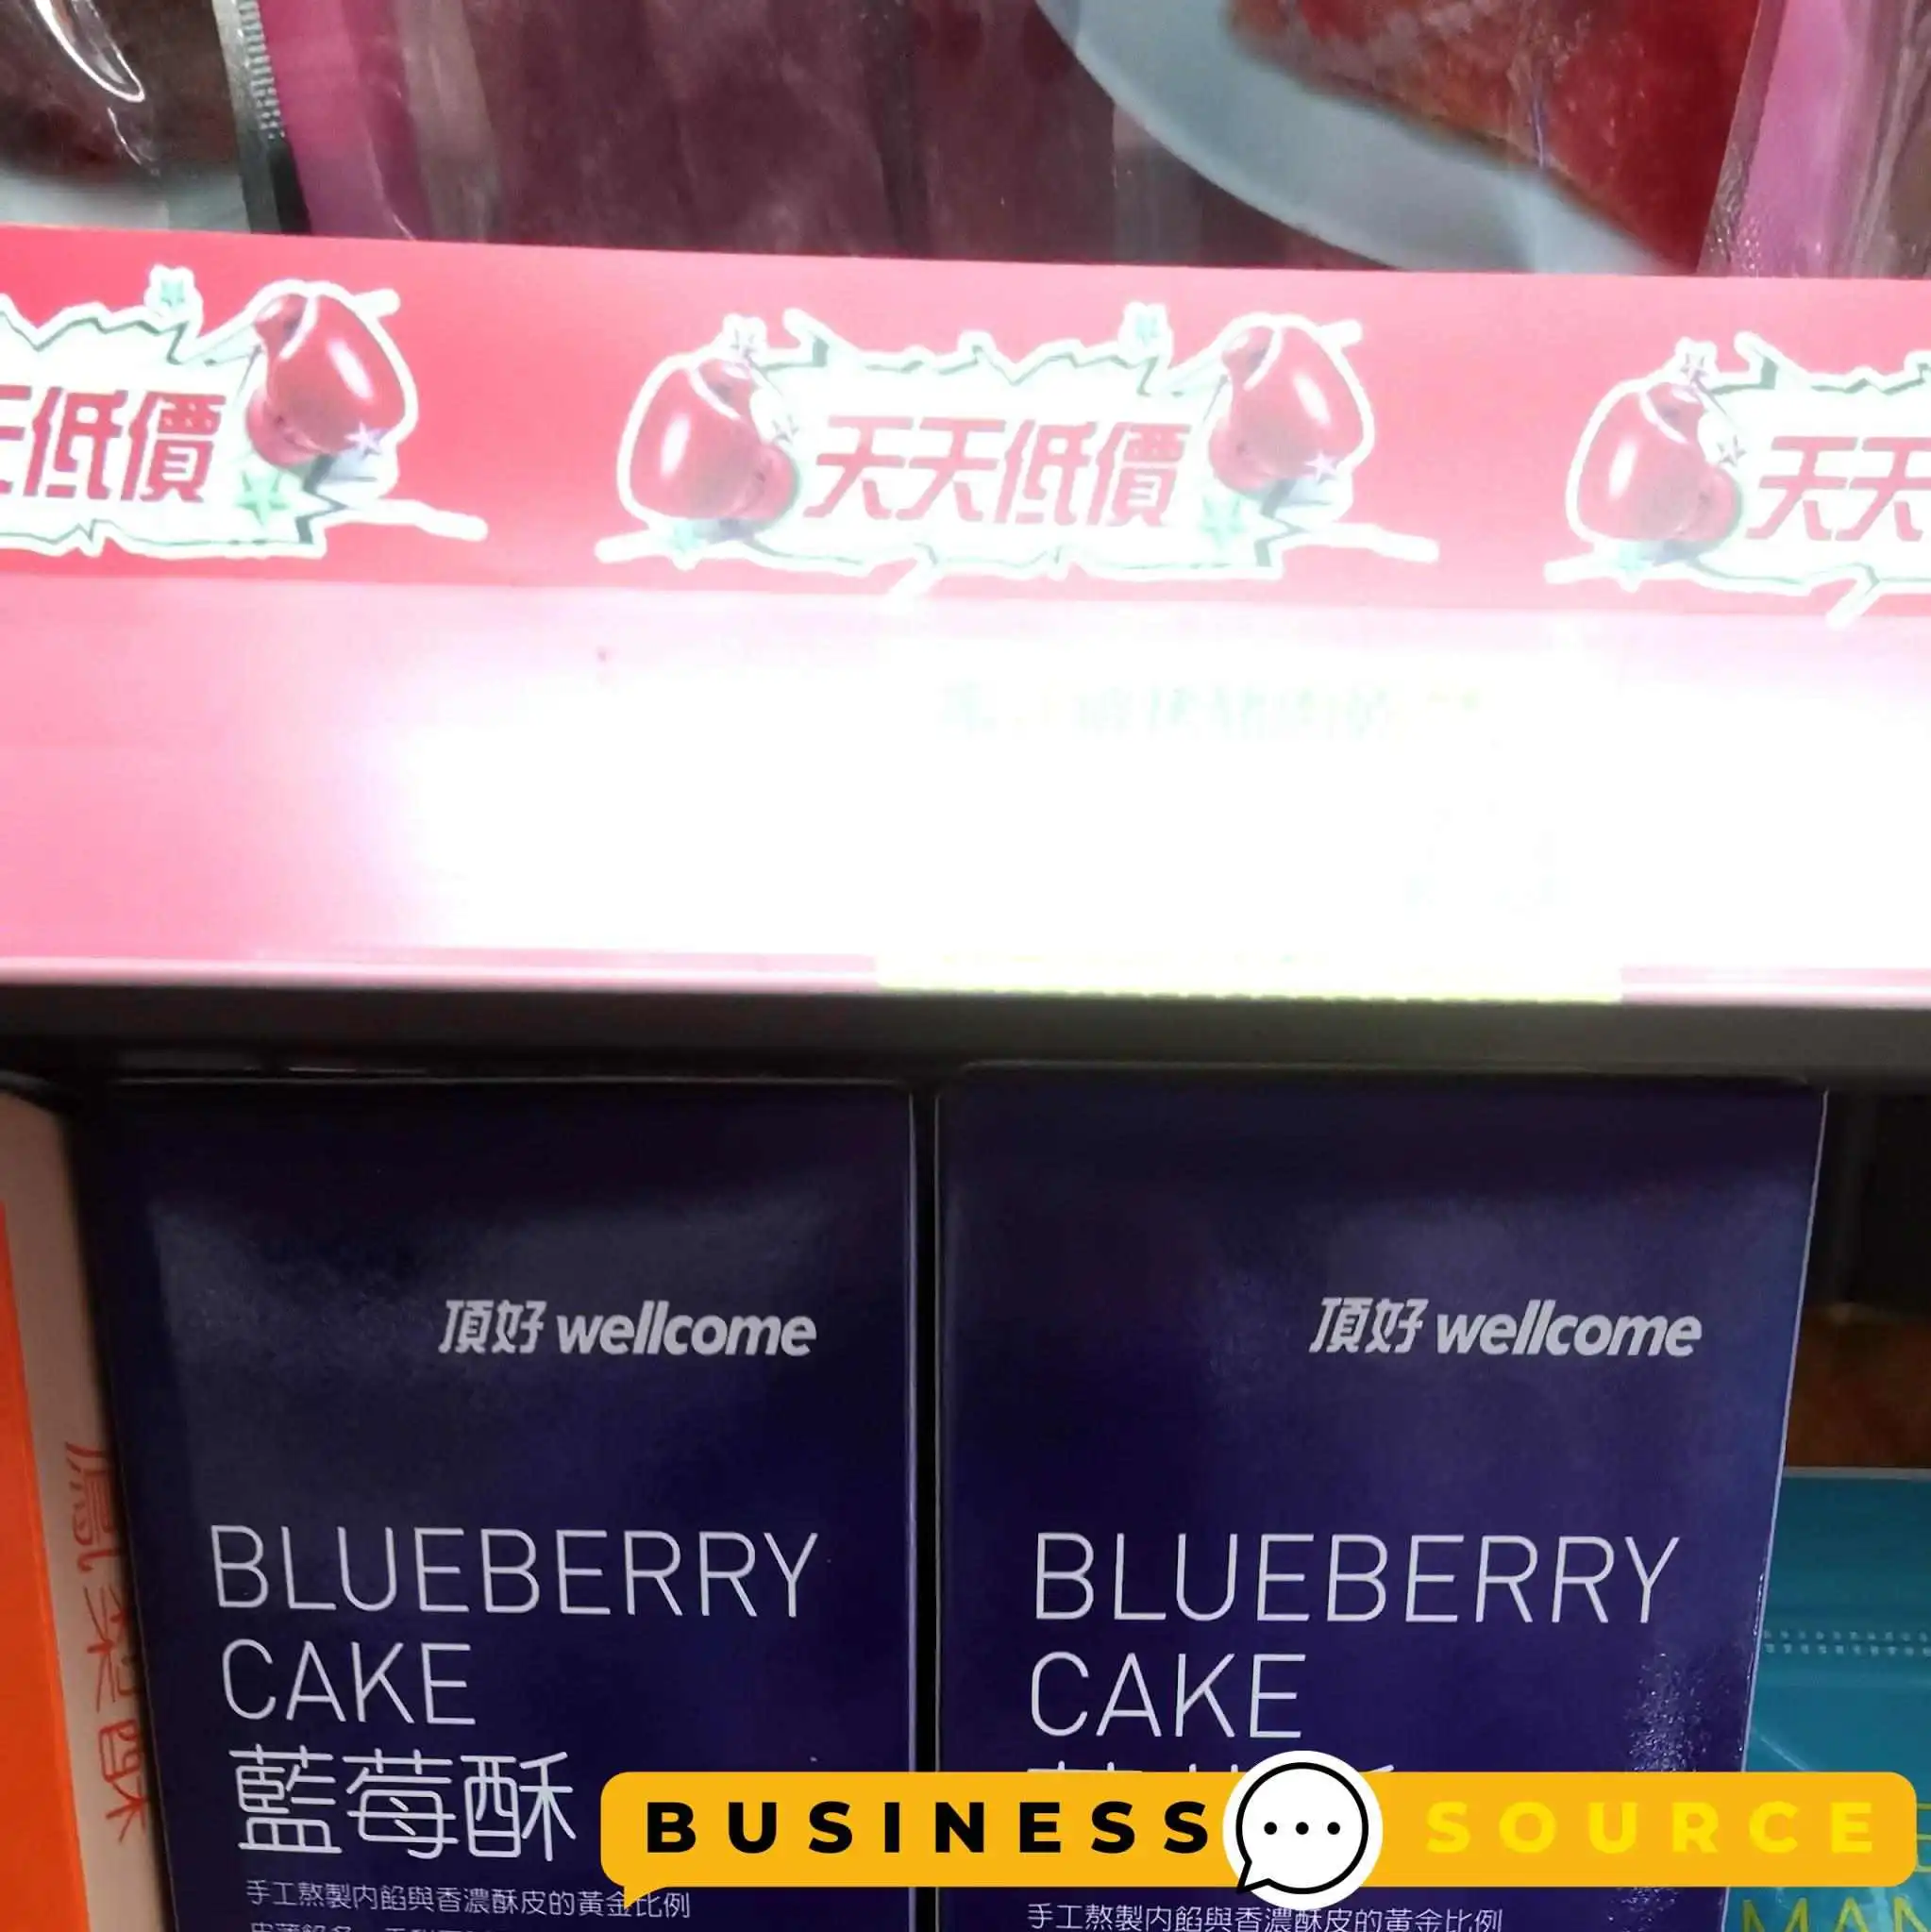 天低價
天天低價
天天
頂好 wellcome
頂好 wellcome
BLUEBERRY
CAKE
藍莓酥
手工熬製內餡與香濃酥皮的黃金比例
BLUEBERRY
CAKE
手工熬製內餡與香濃酥皮的黃金比例
MAN
BUSINESS SOURCE